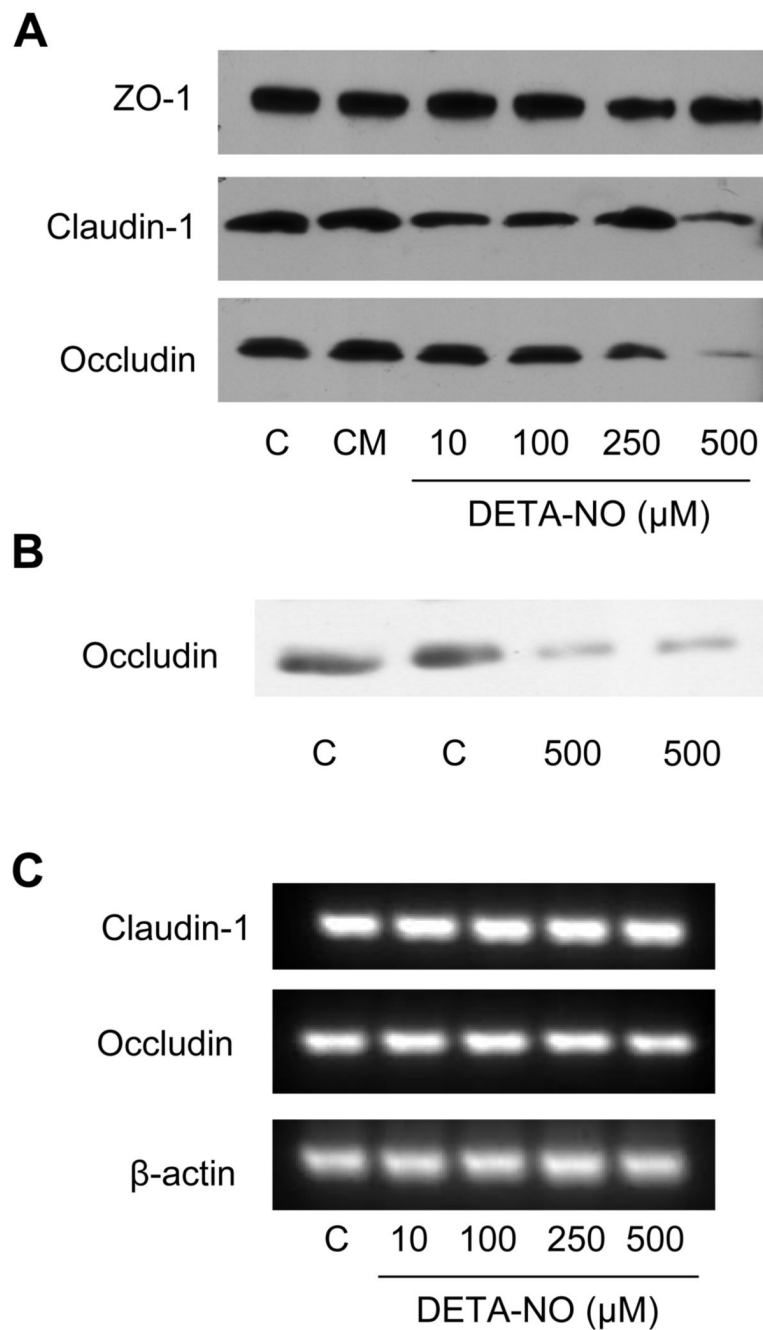 A
ZO-1
Claudin-1
Occludin
C CM 10 100 250 500
DETA-NO (µM)
B
Occludin
C C 500 500
C
Claudin-1
Occludin
β-actin
C 10 100 250 500
DETA-NO (µM)